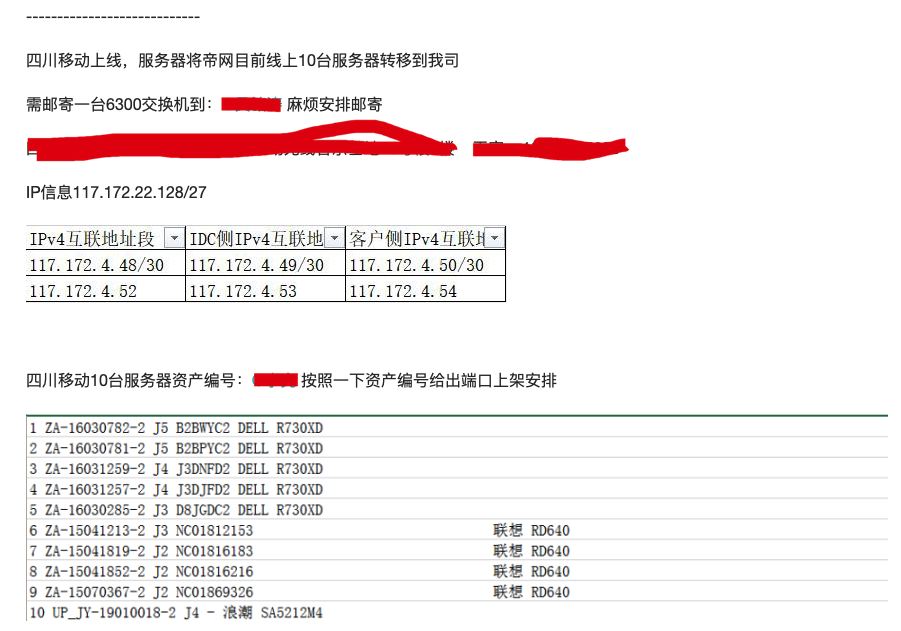 ----------------------------
四川移动上线，服务器将帝网目前线上10台服务器转移到我司
需邮寄一台6300交换机到： 麻烦安排邮寄
IP信息117.172.22.128/27
IPv4互联地址段 IDC侧IPv4互联地 客户侧IPv4互联地
117.172.4.48/30 117.172.4.49/30 117.172.4.50/30
117.172.4.52 117.172.4.53 117.172.4.54
四川移动10台服务器资产编号： 按照一下资产编号给出端口上架安排
1 ZA-16030782-2 J5 B2BWYC2 DELL R730XD
2 ZA-16030781-2 J5 B2BPYC2 DELL R730XD
3 ZA-16031259-2 J4 J3DNFD2 DELL R730XD
4 ZA-16031257-2 J4 J3DJFD2 DELL R730XD
5 ZA-16030285-2 J3 D8JGDC2 DELL R730XD
6 ZA-15041213-2 J3 NC01812153 联想 RD640
7 ZA-15041819-2 J2 NC01816183 联想 RD640
8 ZA-15041852-2 J2 NC01816216 联想 RD640
9 ZA-15070367-2 J2 NC01869326 联想 RD640
10 UP_JY-19010018-2 J4 - 浪潮 SA5212M4